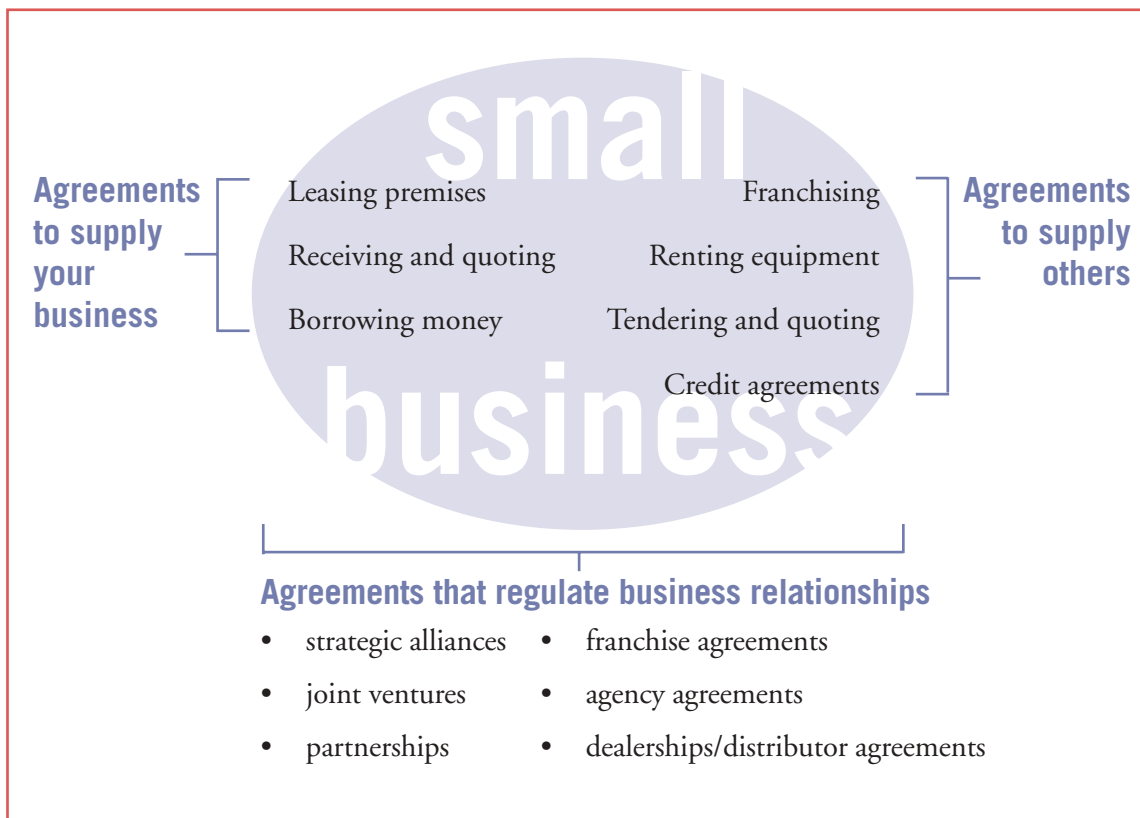 small
business
Agreements
to supply
your
business
Leasing premises
Receiving and quoting
Borrowing money
Franchising
Renting equipment
Tendering and quoting
Credit agreements
Agreements
to supply
others
Agreements that regulate business relationships
• strategic alliances
• joint ventures
• partnerships
• franchise agreements
• agency agreements
• dealerships/distributor agreements